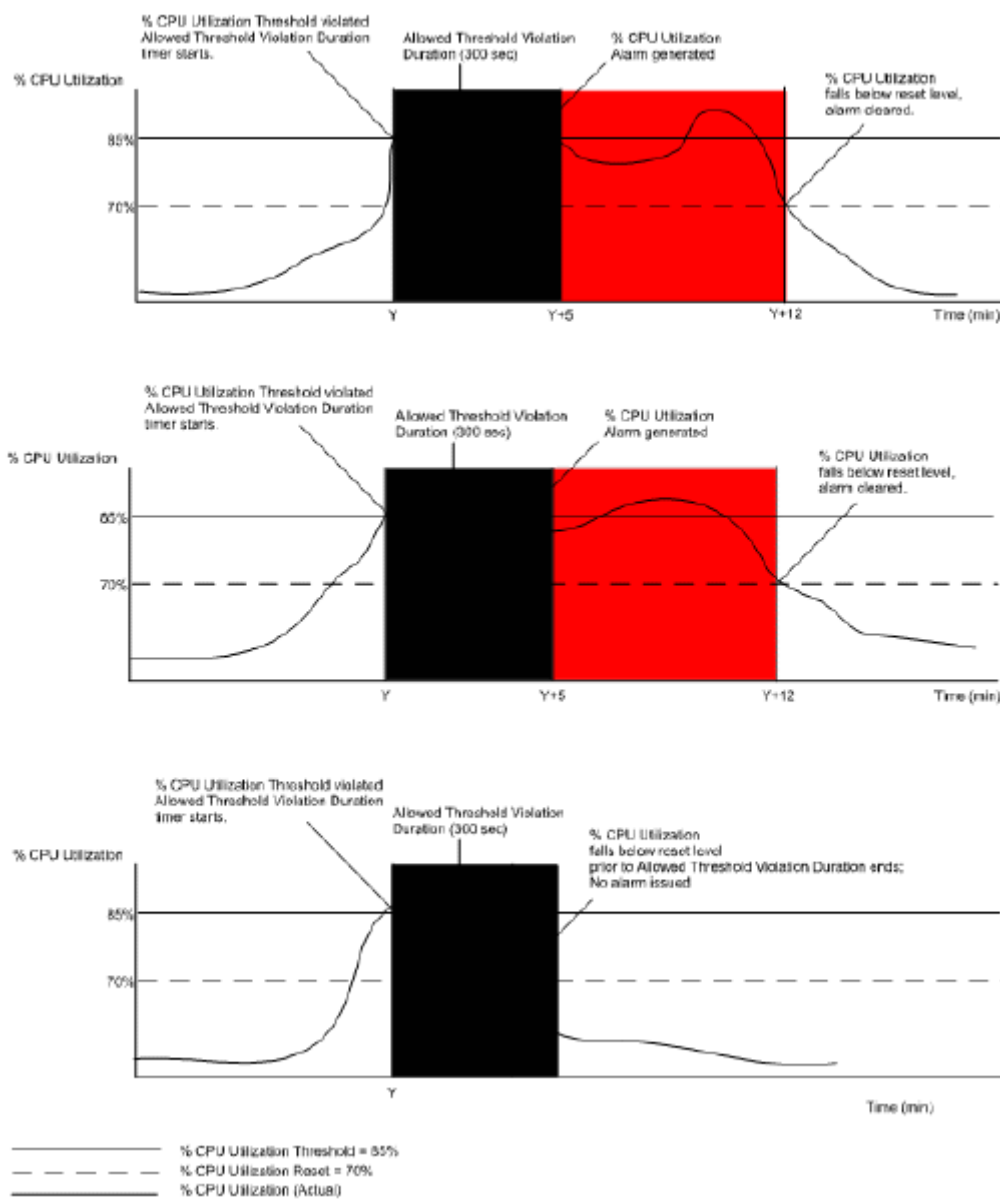 % CPU Utilization Threshold violated
Allowed Threshold Violation Duration
timer starts.
Allowed Threshold Violation
Duration (300 sec)
% CPU Utilization
Alarm generated
% CPU Utilization
falls below reset level,
alarm cleared.
% CPU Utilization
85%
70%
Y
Y+5
Y+12
Time (min)
% CPU Utilization Threshold violated
Allowed Threshold Violation Duration
timer starts.
Allowed Threshold Violation
Duration (300 sec)
% CPU Utilization
Alarm generated
% CPU Utilization
falls below reset level,
alarm cleared.
% CPU Utilization
85%
70%
Y
Y+5
Y+12
Time (min)
% CPU Utilization Threshold violated
Allowed Threshold Violation Duration
timer starts.
Allowed Threshold Violation
Duration (300 sec)
% CPU Utilization
falls below reset level
prior to Allowed Threshold Violation Duration ends;
No alarm issued
% CPU Utilization
85%
70%
Y
Time (min)
% CPU Utilization Threshold = 85%
% CPU Utilization Reset = 70%
% CPU Utilization (Actual)